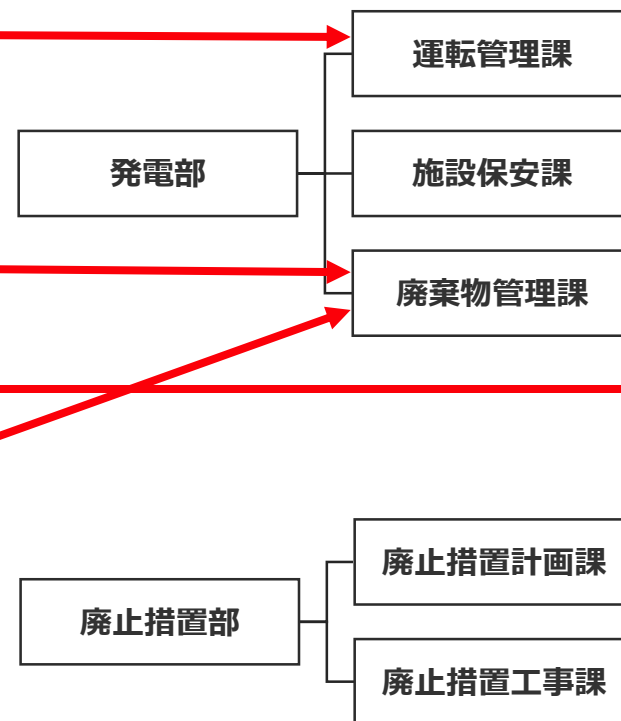 運転管理課
発電部
施設保安課
廃棄物管理課
廃止措置計画課
廃止措置部
廃止措置工事課